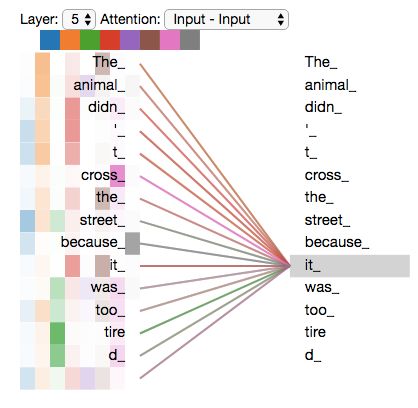 Layer: 5 Attention: Input - Input
The_ The_
animal_ animal_
didn_ didn_
'_ '_
t_ t_
cross_ cross_
the_ the_
street_ street_
because_ because_
it_ it_
was_ was_
too_ too_
tire tire
d_ d_